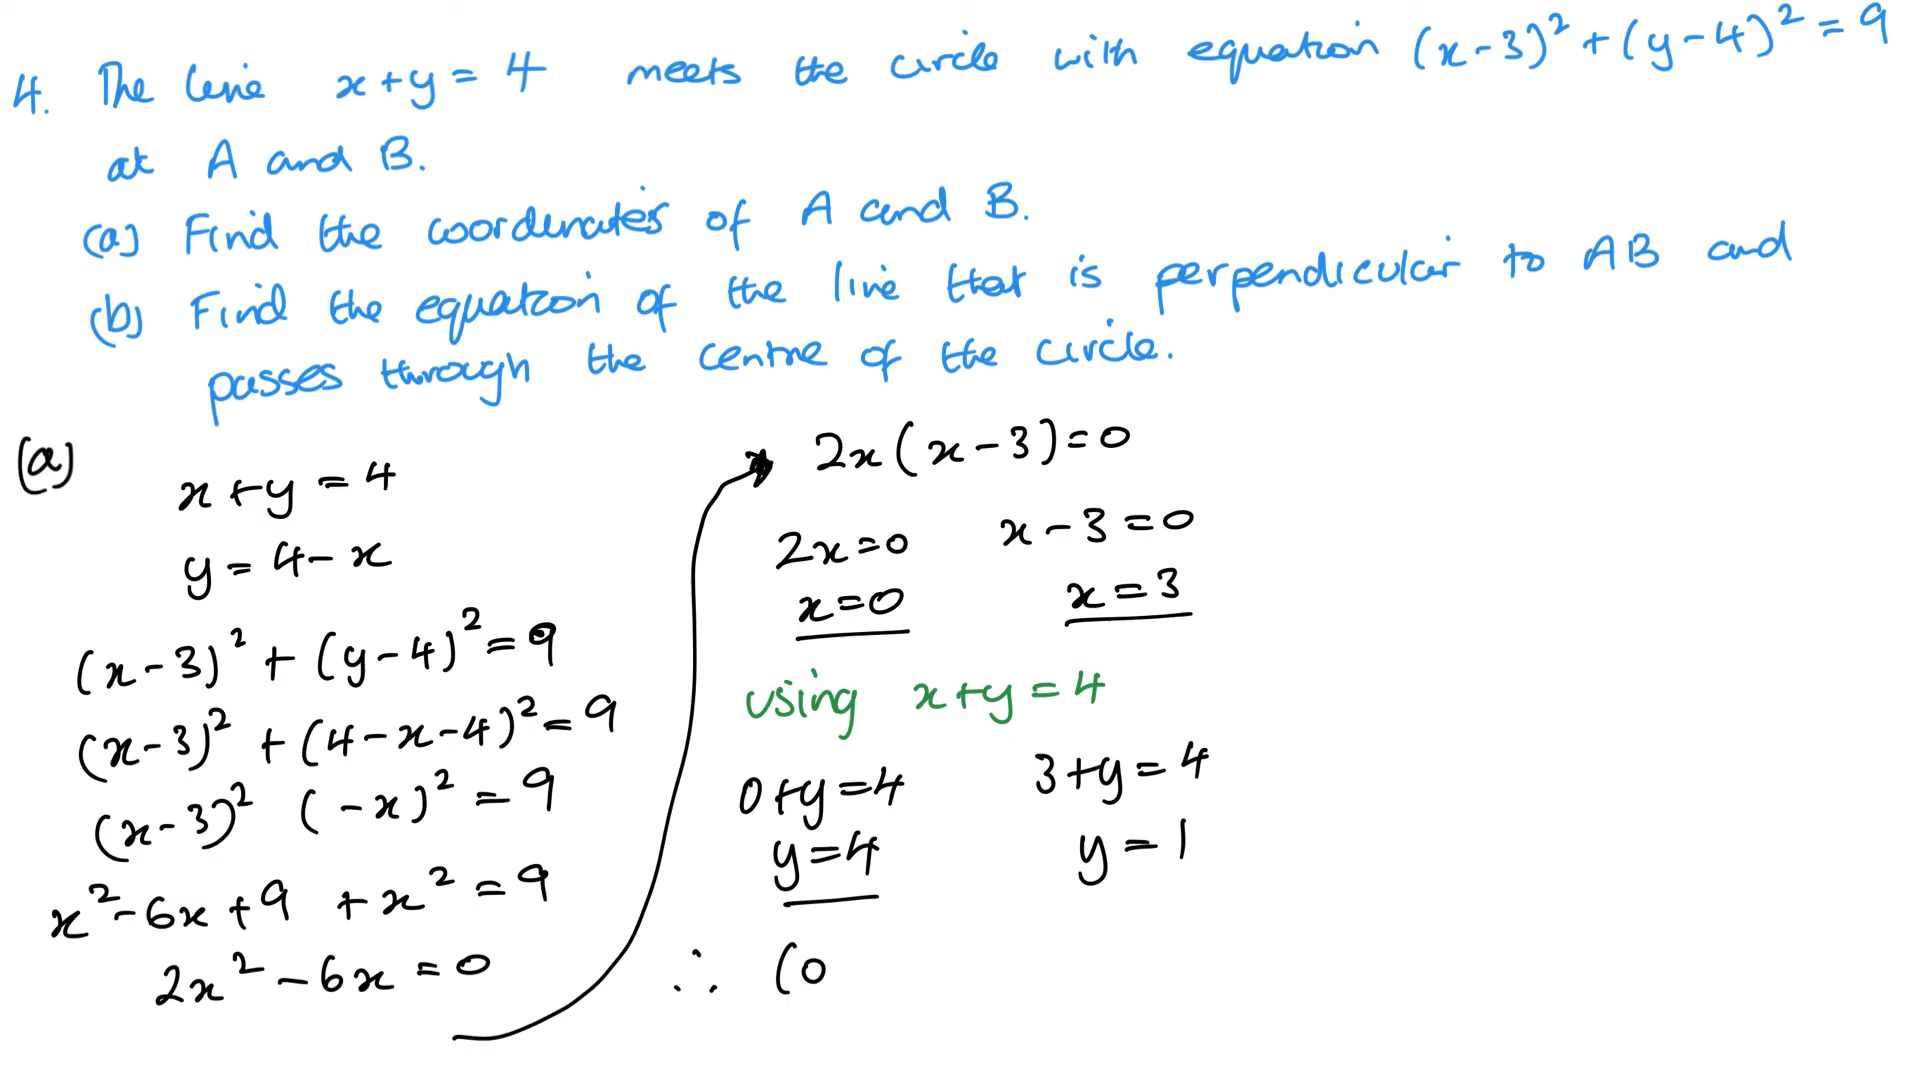 4. The line x+y = 4 meets the circle with equation (x-3)² + (y-4)² = 9
at A and B.
(a) Find the coordinates of A and B.
(b) Find the equation of the line that is perpendicular to AB and
passes through the centre of the circle.
(a)
x+y = 4
y = 4-x
(x-3)² + (y-4)² = 9
(x-3)² + (4-x-4)² = 9
(x-3)² (-x)² = 9
x²-6x+9 +x² = 9
2x² - 6x = 0
2x(x-3)=0
2x=0 x-3=0
x=0 x=3
using x+y=4
0+y=4 3+y=4
y=4 y=1
∴ (0